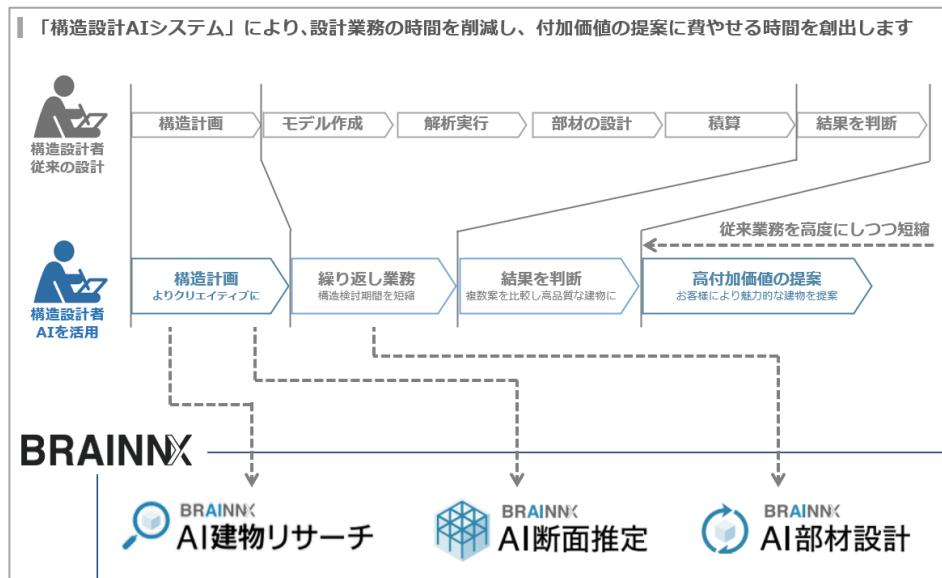 「構造設計AIシステム」により、設計業務の時間を削減し、付加価値の提案に費やせる時間を創出します
構造設計者
従来の設計
構造計画
モデル作成
解析実行
部材の設計
積算
結果を判断
従来業務を高度にしつつ短縮
構造設計者
AIを活用
構造計画
よりクリエイティブに
繰り返し業務
構造検討期間を短縮
結果を判断
複数案を比較し高品質な建物に
高付加価値の提案
お客様により魅力的な建物を提案
BRAINNX
BRAINNX
AI建物リサーチ
BRAINNX
AI断面推定
BRAINNX
AI部材設計